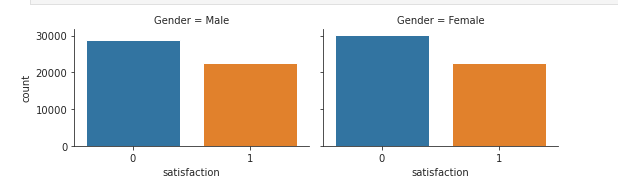 Gender = Male
Gender = Female
30000
20000
10000
0
count
0 1
0 1
satisfaction
satisfaction